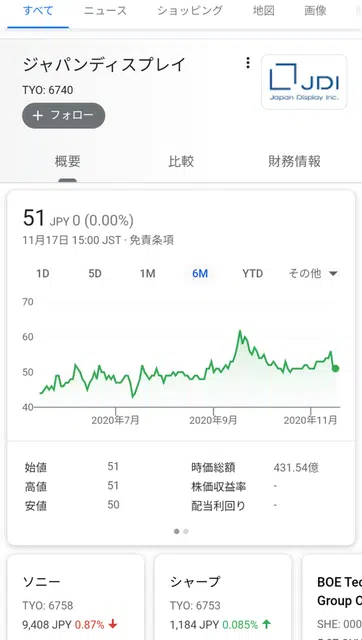 すべて ニュース ショッピング 地図 画像
ジャパンディスプレイ
TYO: 6740
+ フォロー
JDI
Japan Display Inc.
概要 比較 財務情報
51 JPY 0 (0.00%)
11月17日 15:00 JST · 免責条項
1D 5D 1M 6M YTD その他
70
60
50
40
2020年7月 2020年9月 2020年11月
始値 51 時価総額 431.54億
高値 51 株価収益率 -
安値 50 配当利回り -
ソニー シャープ BOE Tec
Group C
TYO: 6758 TYO: 6753 SHE: 000
9,408 JPY 0.87% 1,184 JPY 0.085%